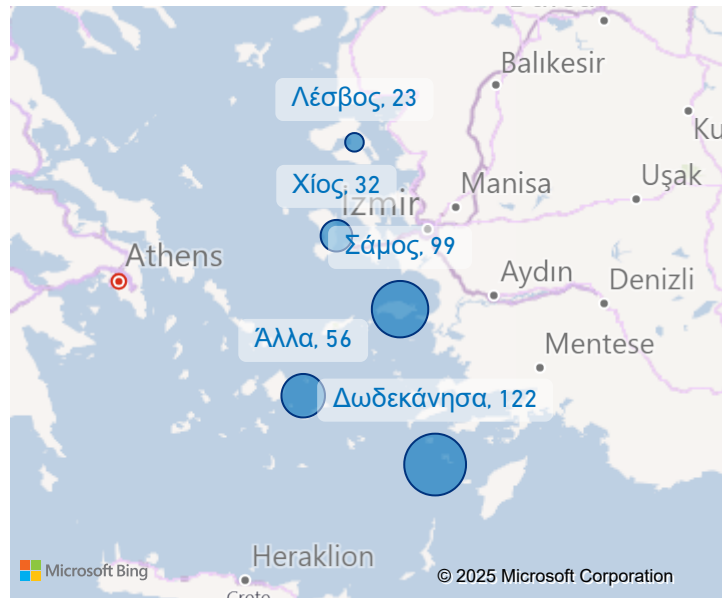 Balıkesir
Λέσβος, 23
Uşak
Χίος, 32
Manisa
Izmir
Σάμος, 99
Athens
Aydın
Denizli
Άλλα, 56
Mentese
Δωδεκάνησα, 122
Heraklion
Microsoft Bing
© 2025 Microsoft Corporation
Crete